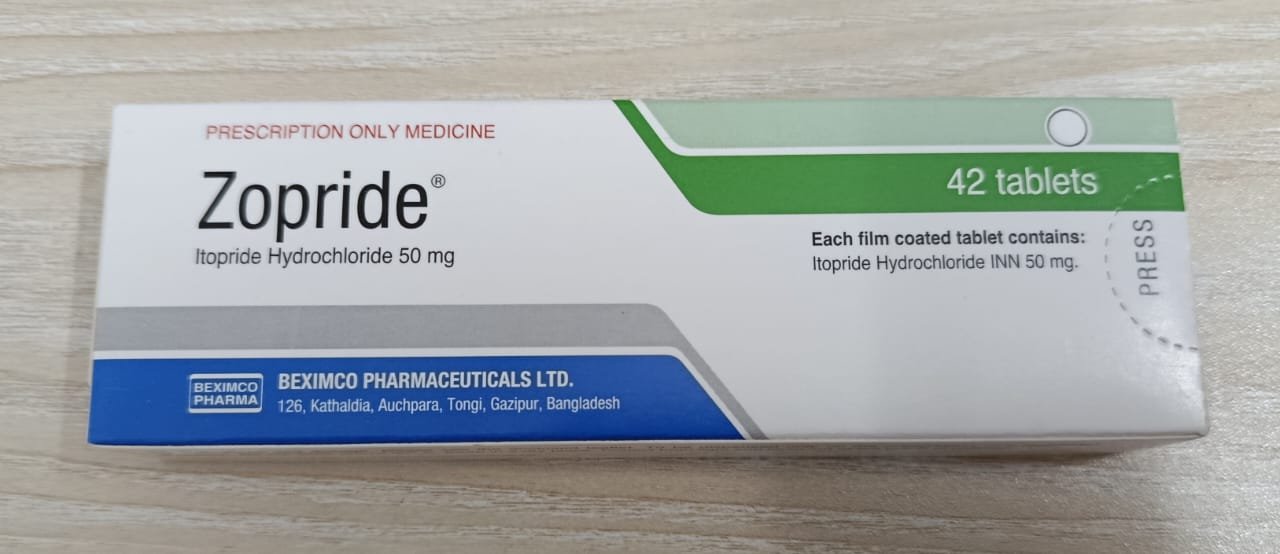 PRESCRIPTION ONLY MEDICINE
Zopride®
Itopride Hydrochloride 50 mg
42 tablets
Each film coated tablet contains:
Itopride Hydrochloride INN 50 mg.
PRESS
BEXIMCO
PHARMA
BEXIMCO PHARMACEUTICALS LTD.
126, Kathaldia, Auchpara, Tongi, Gazipur, Bangladesh